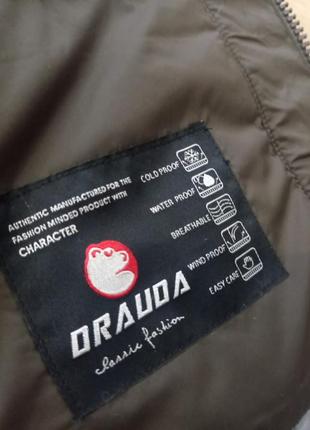 AUTHENTIC MANUFACTURED FOR THE
FASHION MINDED PRODUCT WITH
CHARACTER
COLD PROOF
WATER PROOF
BREATHABLE
WIND PROOF
EASY CARE
DRAUDA
classic fashion